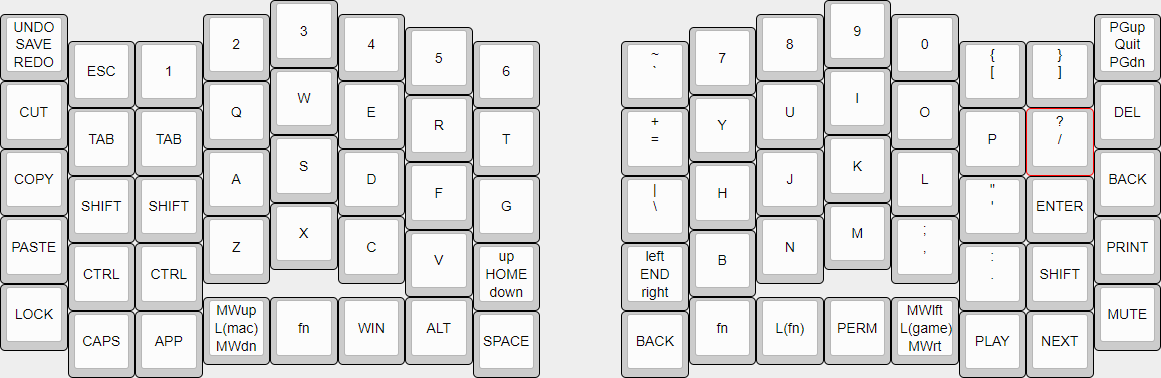 UNDO
SAVE
REDO
ESC
1
2
3
4
5
6
~
`
7
8
9
0
{
[
}
]
PGup
Quit
PGdn
CUT
TAB
TAB
Q
W
E
R
T
+
=
Y
U
I
O
P
?
/
DEL
COPY
SHIFT
SHIFT
A
S
D
F
G
|
\
H
J
K
L
"
'
ENTER
BACK
PASTE
CTRL
CTRL
Z
X
C
V
up
HOME
down
left
END
right
B
N
M
;
,
:
.
SHIFT
PRINT
LOCK
CAPS
APP
MWup
L(mac)
MWdn
fn
WIN
ALT
SPACE
BACK
fn
L(fn)
PERM
MWlft
L(game)
MWrt
PLAY
NEXT
MUTE